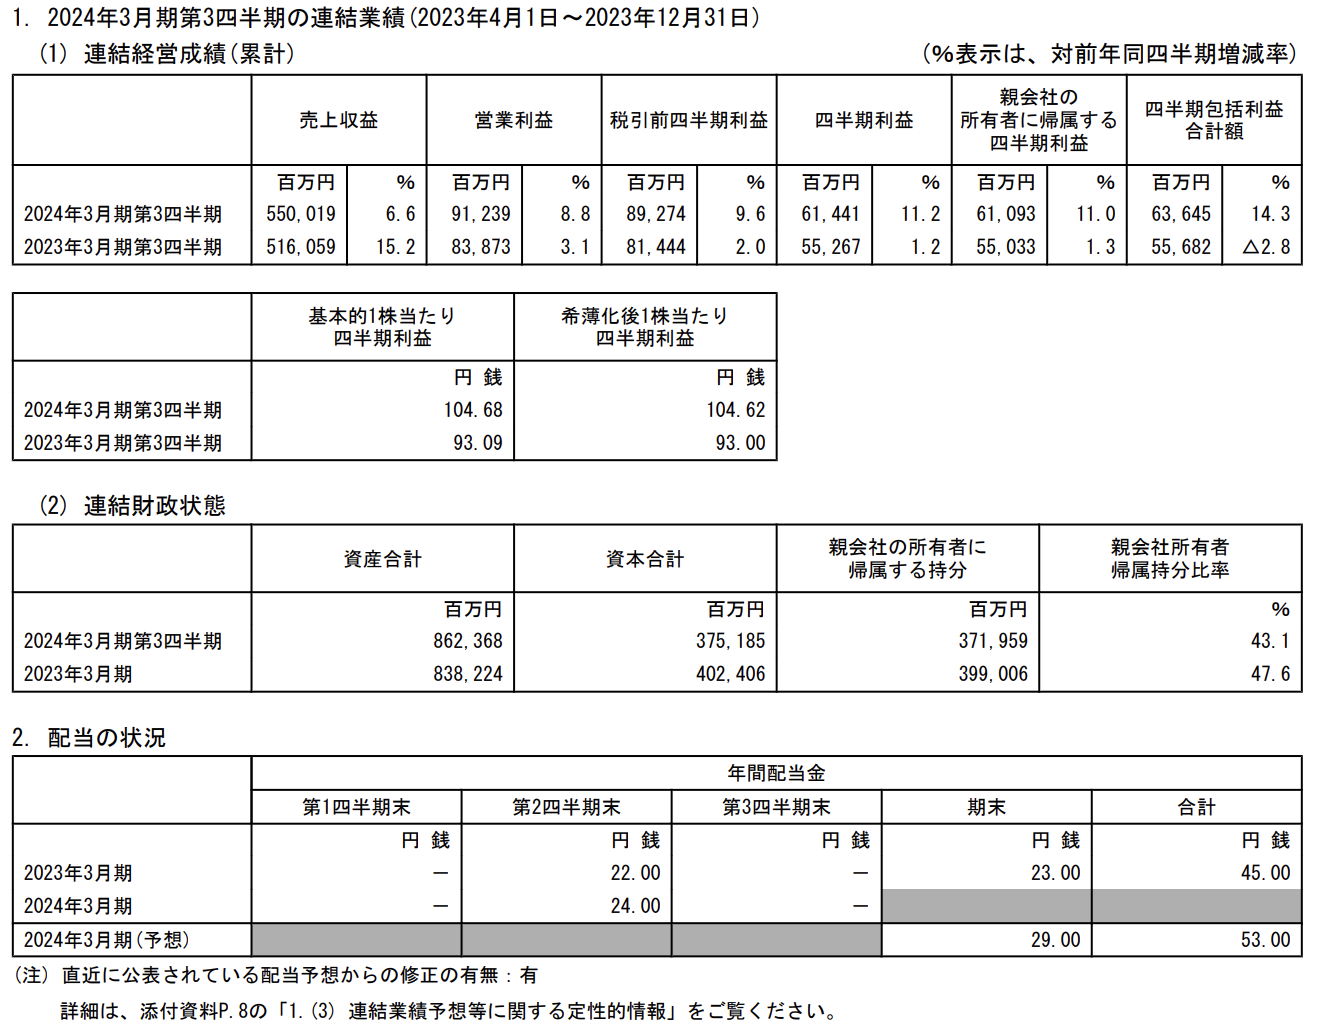 1. 2024年3月期第3四半期の連結業績(2023年4月1日～2023年12月31日)
(1) 連結経営成績(累計) (%表示は、対前年同四半期増減率)
売上収益 営業利益 税引前四半期利益 四半期利益 親会社の所有者に帰属する四半期利益 四半期包括利益合計額
百万円 % 百万円 % 百万円 % 百万円 % 百万円 % 百万円 %
2024年3月期第3四半期 550,019 6.6 91,239 8.8 89,274 9.6 61,441 11.2 61,093 11.0 63,645 14.3
2023年3月期第3四半期 516,059 15.2 83,873 3.1 81,444 2.0 55,267 1.2 55,033 1.3 55,682 △2.8
基本的1株当たり四半期利益 希薄化後1株当たり四半期利益
円 銭 円 銭
2024年3月期第3四半期 104.68 104.62
2023年3月期第3四半期 93.09 93.00
(2) 連結財政状態
資産合計 資本合計 親会社の所有者に帰属する持分 親会社所有者帰属持分比率
百万円 百万円 百万円 %
2024年3月期第3四半期 862,368 375,185 371,959 43.1
2023年3月期 838,224 402,406 399,006 47.6
2. 配当の状況
年間配当金
第1四半期末 第2四半期末 第3四半期末 期末 合計
円 銭 円 銭 円 銭 円 銭 円 銭
2023年3月期 － 22.00 － 23.00 45.00
2024年3月期 － 24.00 －
2024年3月期(予想) 29.00 53.00
(注) 直近に公表されている配当予想からの修正の有無：有
詳細は、添付資料P.8の「1.(3) 連結業績予想等に関する定性的情報」をご覧ください。